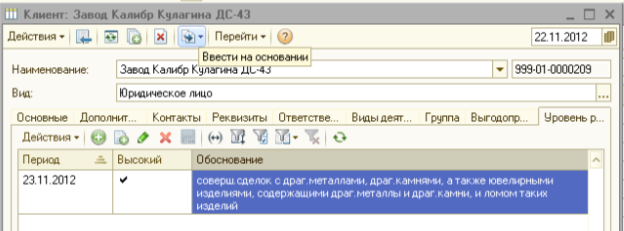 Клиент: Завод Калибр Кулагина ДС-43
Действия Перейти 22.11.2012
Ввести на основании
Наименование: Завод Калибр Кулагина ДС-43 999-01-0000209
Вид: Юридическое лицо ...
Основные Дополнит... Контакты Реквизиты Ответстве... Виды деят... Группа Выгодопр... Уровень р...
Действия
Период Высокий Обоснование
23.11.2012 соверш.сделок с драг.металлами, драг.камнями, а также ювелирными
изделиями, содержащими драг.металлы и драг.камни, и ломом таких
изделий